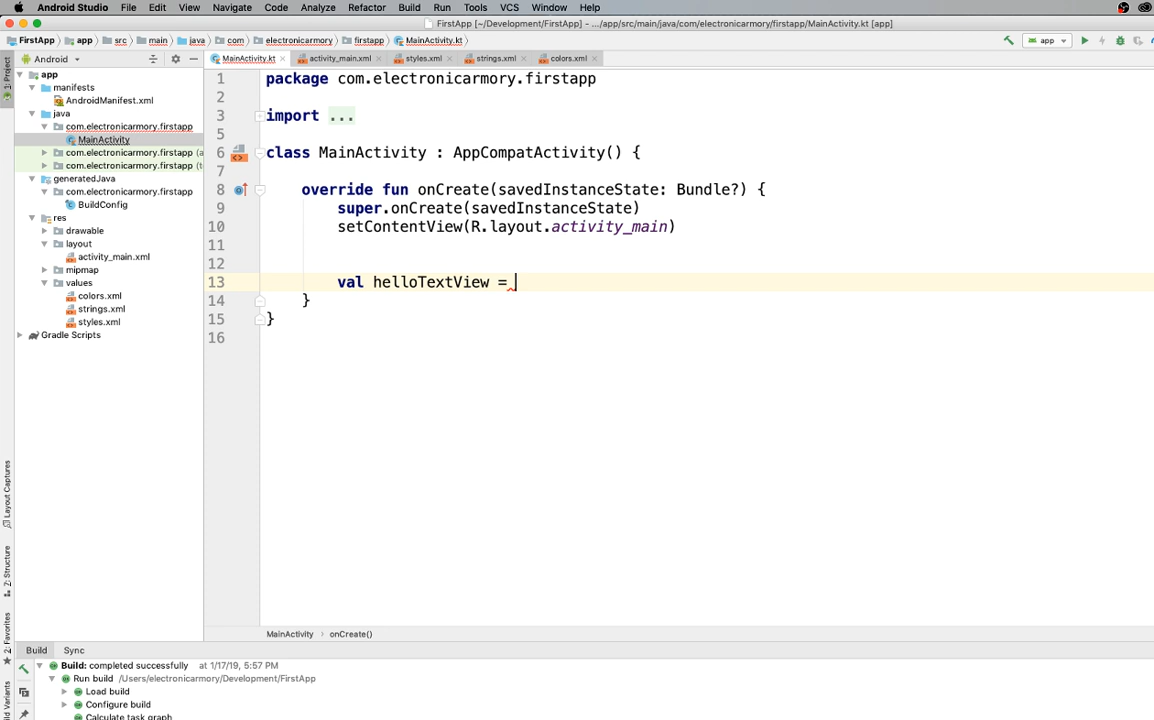 Android Studio File Edit View Navigate Code Analyze Refactor Build Run Tools VCS Window Help
FirstApp [~/Development/FirstApp] - .../app/src/main/java/com/electronicarmory/firstapp/MainActivity.kt [app]
FirstApp app src main java com electronicarmory firstapp MainActivity.kt app
Android MainActivity.kt activity_main.xml styles.xml strings.xml colors.xml
1: Project
app
manifests
AndroidManifest.xml
java
com.electronicarmory.firstapp
MainActivity
com.electronicarmory.firstapp (a
com.electronicarmory.firstapp (t
generatedJava
com.electronicarmory.firstapp
BuildConfig
res
drawable
layout
activity_main.xml
mipmap
values
colors.xml
strings.xml
styles.xml
Gradle Scripts
1 package com.electronicarmory.firstapp
2
3 import ...
5
6 class MainActivity : AppCompatActivity() {
7
8 override fun onCreate(savedInstanceState: Bundle?) {
9 super.onCreate(savedInstanceState)
10 setContentView(R.layout.activity_main)
11
12
13 val helloTextView =
14 }
15 }
16
Layout Captures
7: Structure
2: Favorites
Build Variants
MainActivity › onCreate()
Build Sync
Build: completed successfully at 1/17/19, 5:57 PM
Run build /Users/electronicarmory/Development/FirstApp
Load build
Configure build
Calculate task graph